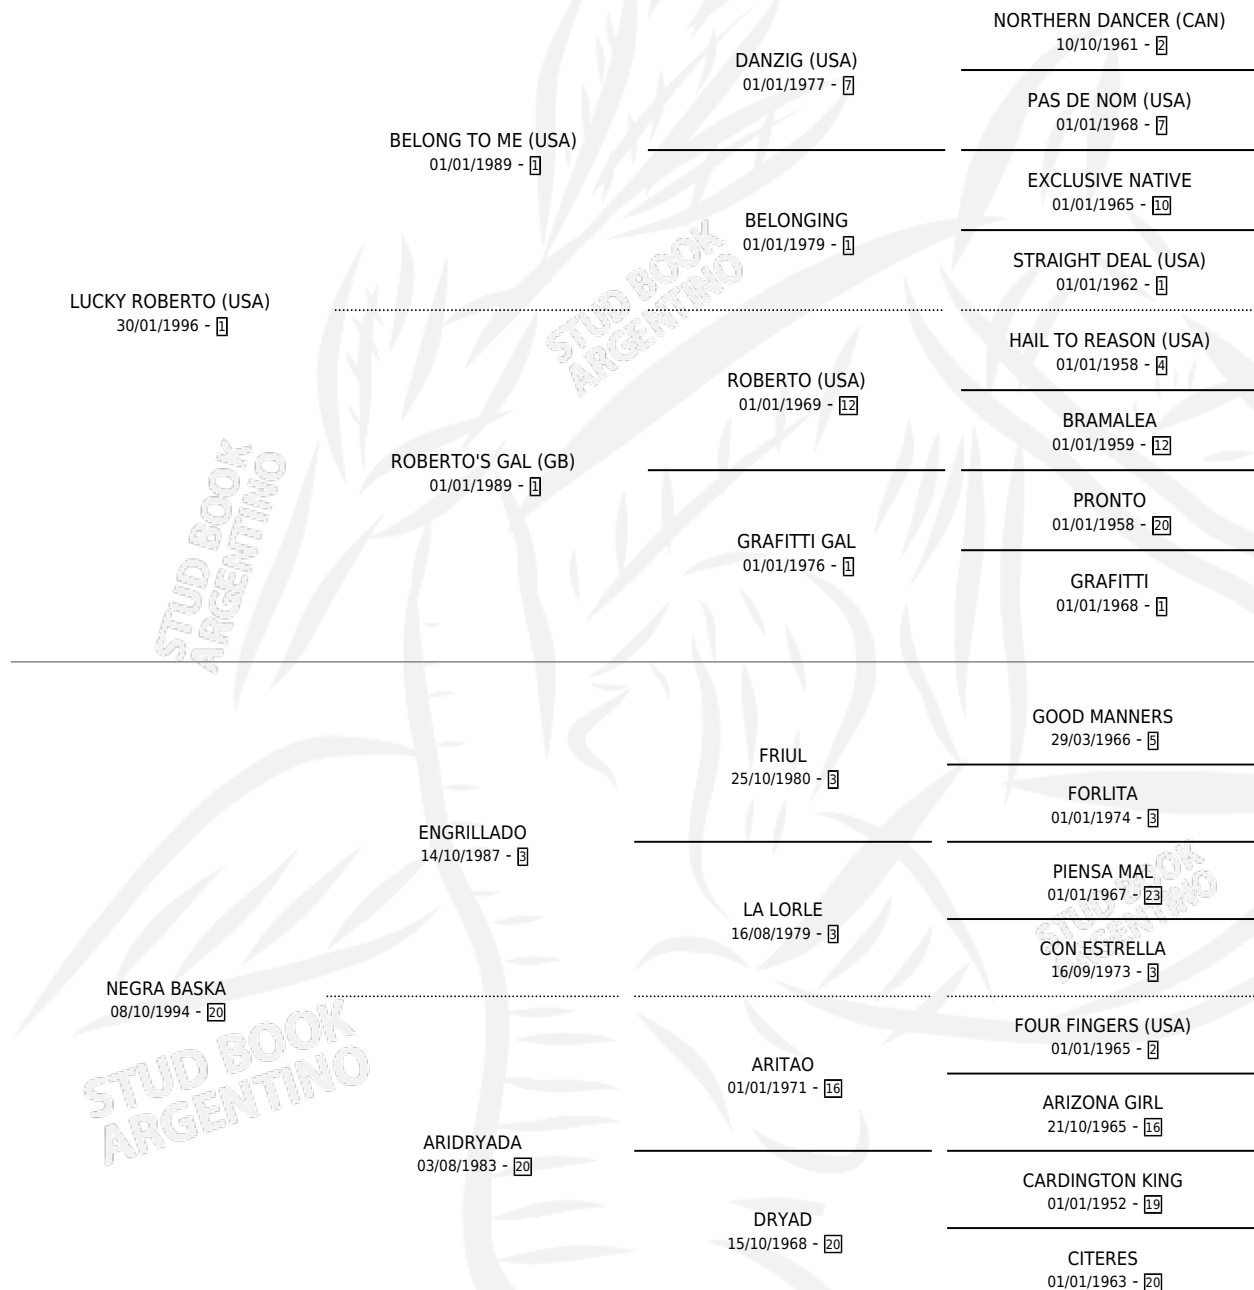 NORTHERN DANCER (CAN)
10/10/1961 - 2
DANZIG (USA)
01/01/1977 - 7
PAS DE NOM (USA)
01/01/1968 - 7
BELONG TO ME (USA)
01/01/1989 - 1
EXCLUSIVE NATIVE
01/01/1965 - 10
BELONGING
01/01/1979 - 1
STRAIGHT DEAL (USA)
01/01/1962 - 1
LUCKY ROBERTO (USA)
30/01/1996 - 1
STUD BOOK
ARGENTINO
HAIL TO REASON (USA)
01/01/1958 - 4
ROBERTO (USA)
01/01/1969 - 12
BRAMALEA
01/01/1959 - 12
ROBERTO'S GAL (GB)
01/01/1989 - 1
PRONTO
01/01/1958 - 20
GRAFITTI GAL
01/01/1976 - 1
GRAFITTI
01/01/1968 - 1
STUD BOOK
ARGENTINO
GOOD MANNERS
29/03/1966 - 5
FRIUL
25/10/1980 - 3
FORLITA
01/01/1974 - 3
ENGRILLADO
14/10/1987 - 3
PIENSA MAL
01/01/1967 - 23
LA LORLE
16/08/1979 - 3
CON ESTRELLA
16/09/1973 - 3
STUD BOOK
ARGENTINO
NEGRA BASKA
08/10/1994 - 20
FOUR FINGERS (USA)
01/01/1965 - 2
ARITAO
01/01/1971 - 16
ARIZONA GIRL
21/10/1965 - 16
STUD BOOK
ARGENTINO
ARIDRYADA
03/08/1983 - 20
CARDINGTON KING
01/01/1952 - 19
DRYAD
15/10/1968 - 20
CITERES
01/01/1963 - 20